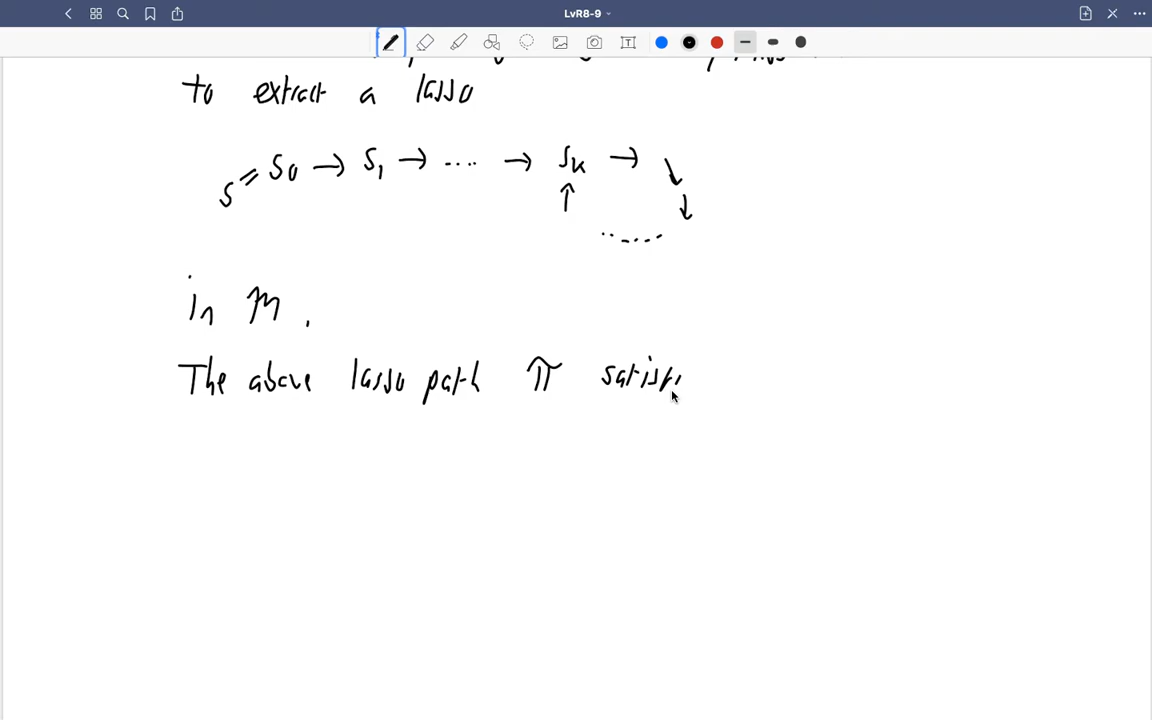 LvR8-9
to extract a lasso
S = S0 → S1 → .... → Sk → ↘
↑ ↓
.......
in M.
The above lasso path π satisfi